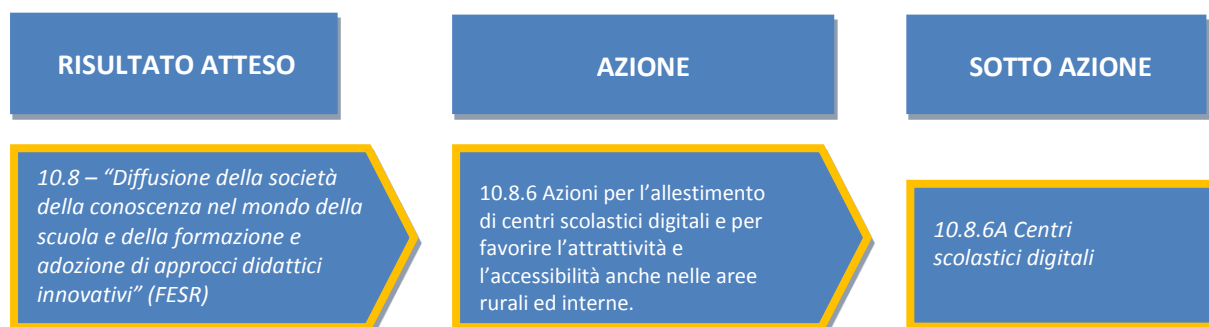 RISULTATO ATTESO
AZIONE
SOTTO AZIONE
10.8 – “Diffusione della società
della conoscenza nel mondo della
scuola e della formazione e
adozione di approcci didattici
innovativi” (FESR)
10.8.6 Azioni per l’allestimento
di centri scolastici digitali e per
favorire l’attrattività e
l’accessibilità anche nelle aree
rurali ed interne.
10.8.6A Centri
scolastici digitali